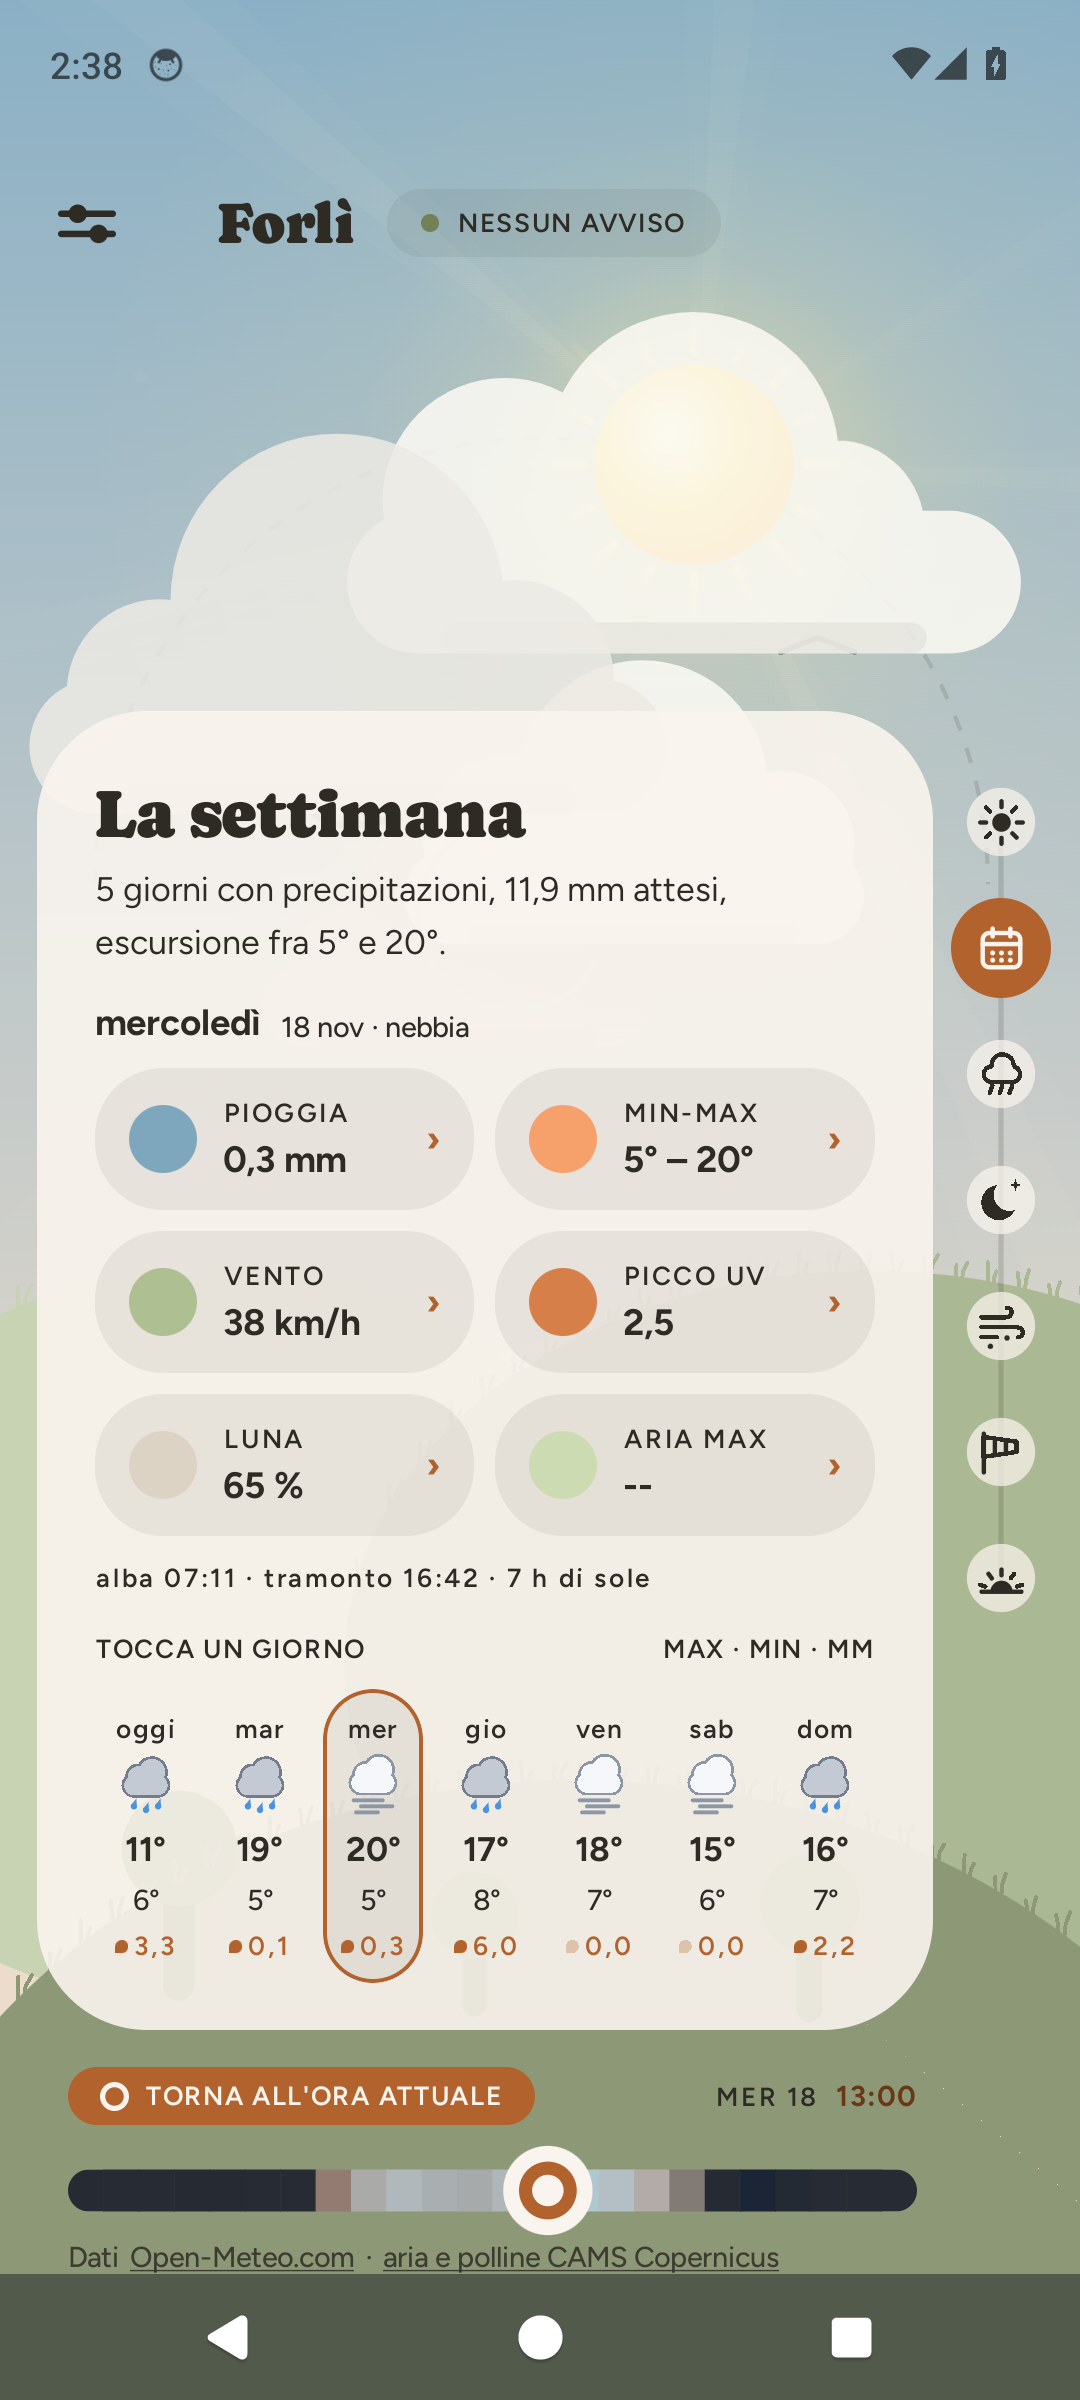 2:38
Forlì
NESSUN AVVISO
La settimana
5 giorni con precipitazioni, 11,9 mm attesi,
escursione fra 5° e 20°.
mercoledì 18 nov · nebbia
PIOGGIA
0,3 mm
›
MIN-MAX
5° – 20°
›
VENTO
38 km/h
›
PICCO UV
2,5
›
LUNA
65 %
›
ARIA MAX
--
›
alba 07:11 · tramonto 16:42 · 7 h di sole
TOCCA UN GIORNO
MAX · MIN · MM
oggi mar mer gio ven sab dom
11° 19° 20° 17° 18° 15° 16°
6° 5° 5° 8° 7° 6° 7°
3,3 0,1 0,3 6,0 0,0 0,0 2,2
TORNA ALL'ORA ATTUALE
MER 18 13:00
Dati Open-Meteo.com · aria e polline CAMS Copernicus